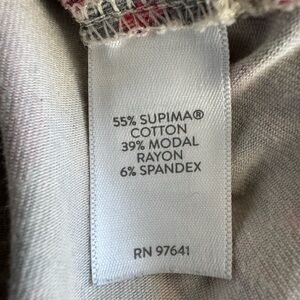 55% SUPIMA®
COTTON
39% MODAL
RAYON
6% SPANDEX
RN 97641